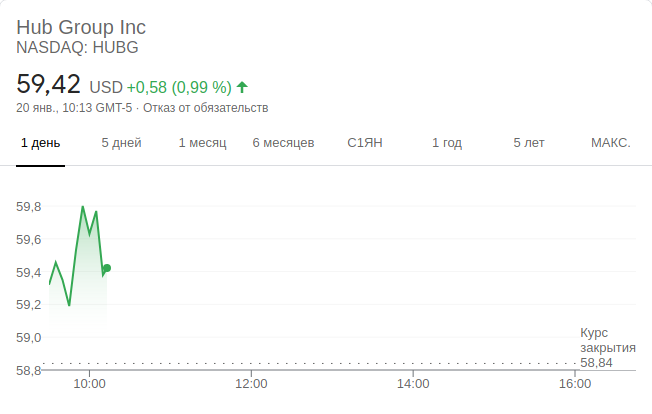 Hub Group Inc
NASDAQ: HUBG
59,42 USD +0,58 (0,99 %)
20 янв., 10:13 GMT-5 · Отказ от обязательств
1 день 5 дней 1 месяц 6 месяцев С1ЯН 1 год 5 лет МАКС.
59,8
59,6
59,4
59,2
59,0
Курс
закрытия
58,84
58,8
10:00 12:00 14:00 16:00